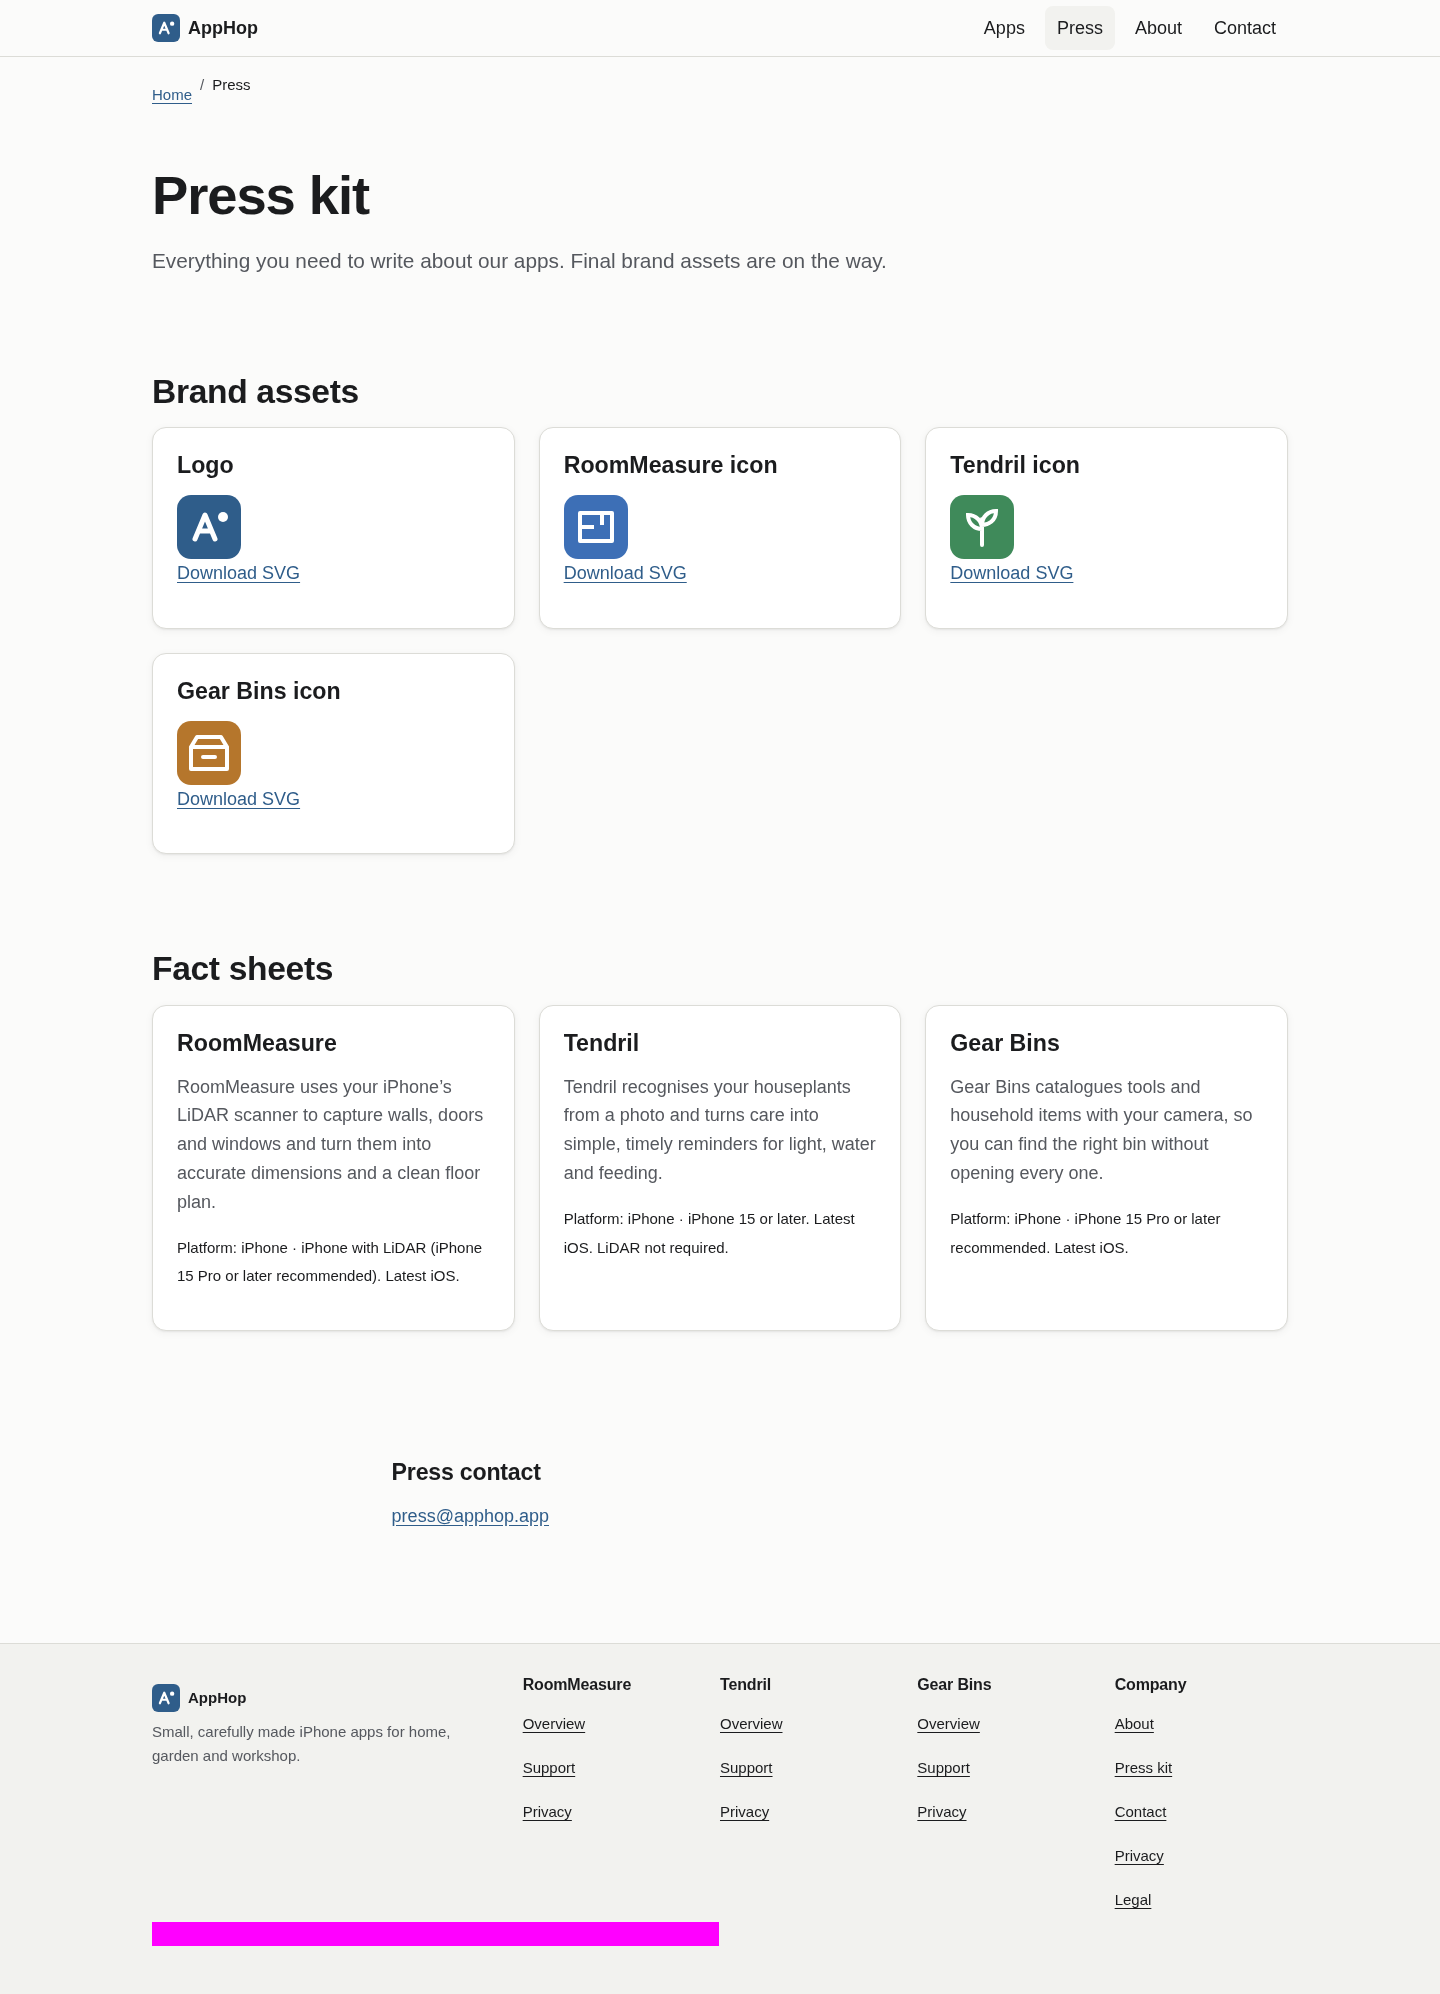 AppHop
Apps
Press
About
Contact
Home / Press
Press kit
Everything you need to write about our apps. Final brand assets are on the way.
Brand assets
Logo
Download SVG
RoomMeasure icon
Download SVG
Tendril icon
Download SVG
Gear Bins icon
Download SVG
Fact sheets
RoomMeasure
RoomMeasure uses your iPhone’s
LiDAR scanner to capture walls, doors
and windows and turn them into
accurate dimensions and a clean floor
plan.
Platform: iPhone · iPhone with LiDAR (iPhone
15 Pro or later recommended). Latest iOS.
Tendril
Tendril recognises your houseplants
from a photo and turns care into
simple, timely reminders for light, water
and feeding.
Platform: iPhone · iPhone 15 or later. Latest
iOS. LiDAR not required.
Gear Bins
Gear Bins catalogues tools and
household items with your camera, so
you can find the right bin without
opening every one.
Platform: iPhone · iPhone 15 Pro or later
recommended. Latest iOS.
Press contact
press@apphop.app
AppHop
Small, carefully made iPhone apps for home,
garden and workshop.
RoomMeasure
Overview
Support
Privacy
Tendril
Overview
Support
Privacy
Gear Bins
Overview
Support
Privacy
Company
About
Press kit
Contact
Privacy
Legal